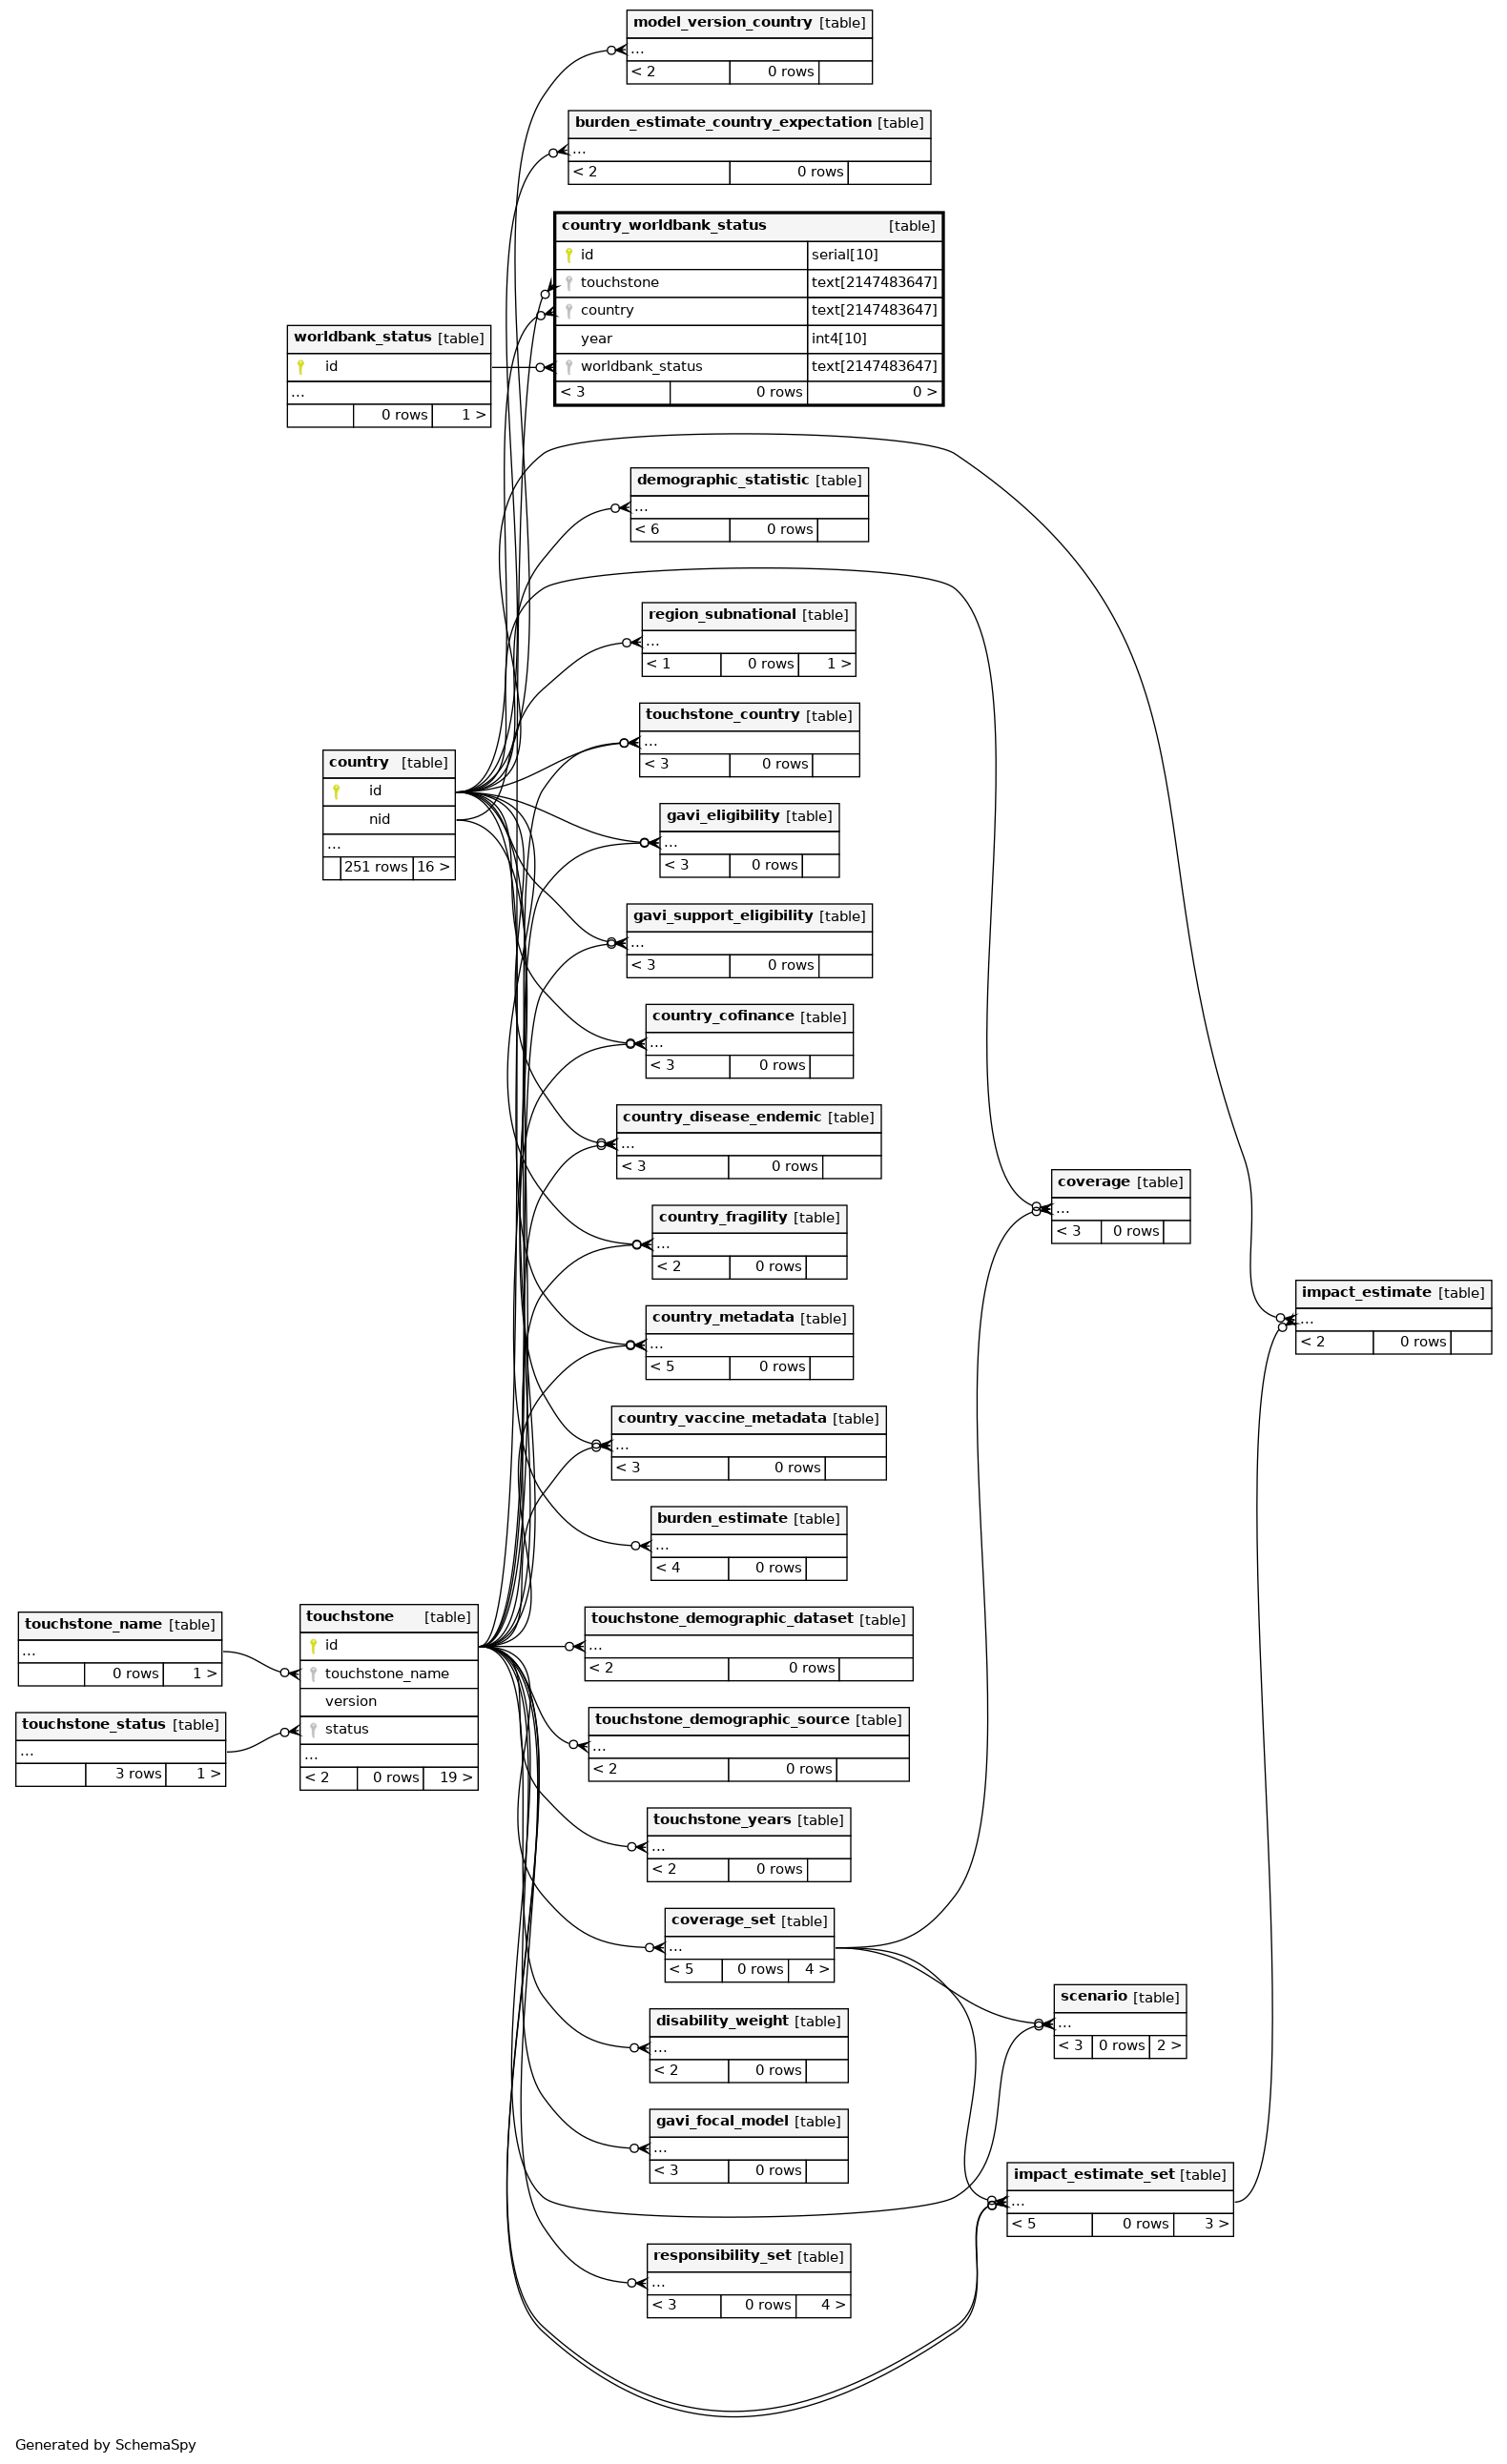 model_version_country [table]
...
< 2 0 rows
burden_estimate_country_expectation [table]
...
< 2 0 rows
country_worldbank_status [table]
id serial[10]
touchstone text[2147483647]
country text[2147483647]
year int4[10]
worldbank_status text[2147483647]
< 3 0 rows 0 >
worldbank_status [table]
id
...
0 rows 1 >
demographic_statistic [table]
...
< 6 0 rows
region_subnational [table]
...
< 1 0 rows 1 >
touchstone_country [table]
...
< 3 0 rows
country [table]
id
nid
...
251 rows 16 >
gavi_eligibility [table]
...
< 3 0 rows
gavi_support_eligibility [table]
...
< 3 0 rows
country_cofinance [table]
...
< 3 0 rows
country_disease_endemic [table]
...
< 3 0 rows
coverage [table]
...
< 3 0 rows
country_fragility [table]
...
< 2 0 rows
impact_estimate [table]
...
< 2 0 rows
country_metadata [table]
...
< 5 0 rows
country_vaccine_metadata [table]
...
< 3 0 rows
burden_estimate [table]
...
< 4 0 rows
touchstone_name [table]
...
0 rows 1 >
touchstone_status [table]
...
3 rows 1 >
touchstone [table]
id
touchstone_name
version
status
...
< 2 0 rows 19 >
touchstone_demographic_dataset [table]
...
< 2 0 rows
touchstone_demographic_source [table]
...
< 2 0 rows
touchstone_years [table]
...
< 2 0 rows
coverage_set [table]
...
< 5 0 rows 4 >
scenario [table]
...
< 3 0 rows 2 >
disability_weight [table]
...
< 2 0 rows
gavi_focal_model [table]
...
< 3 0 rows
impact_estimate_set [table]
...
< 5 0 rows 3 >
responsibility_set [table]
...
< 3 0 rows 4 >
Generated by SchemaSpy